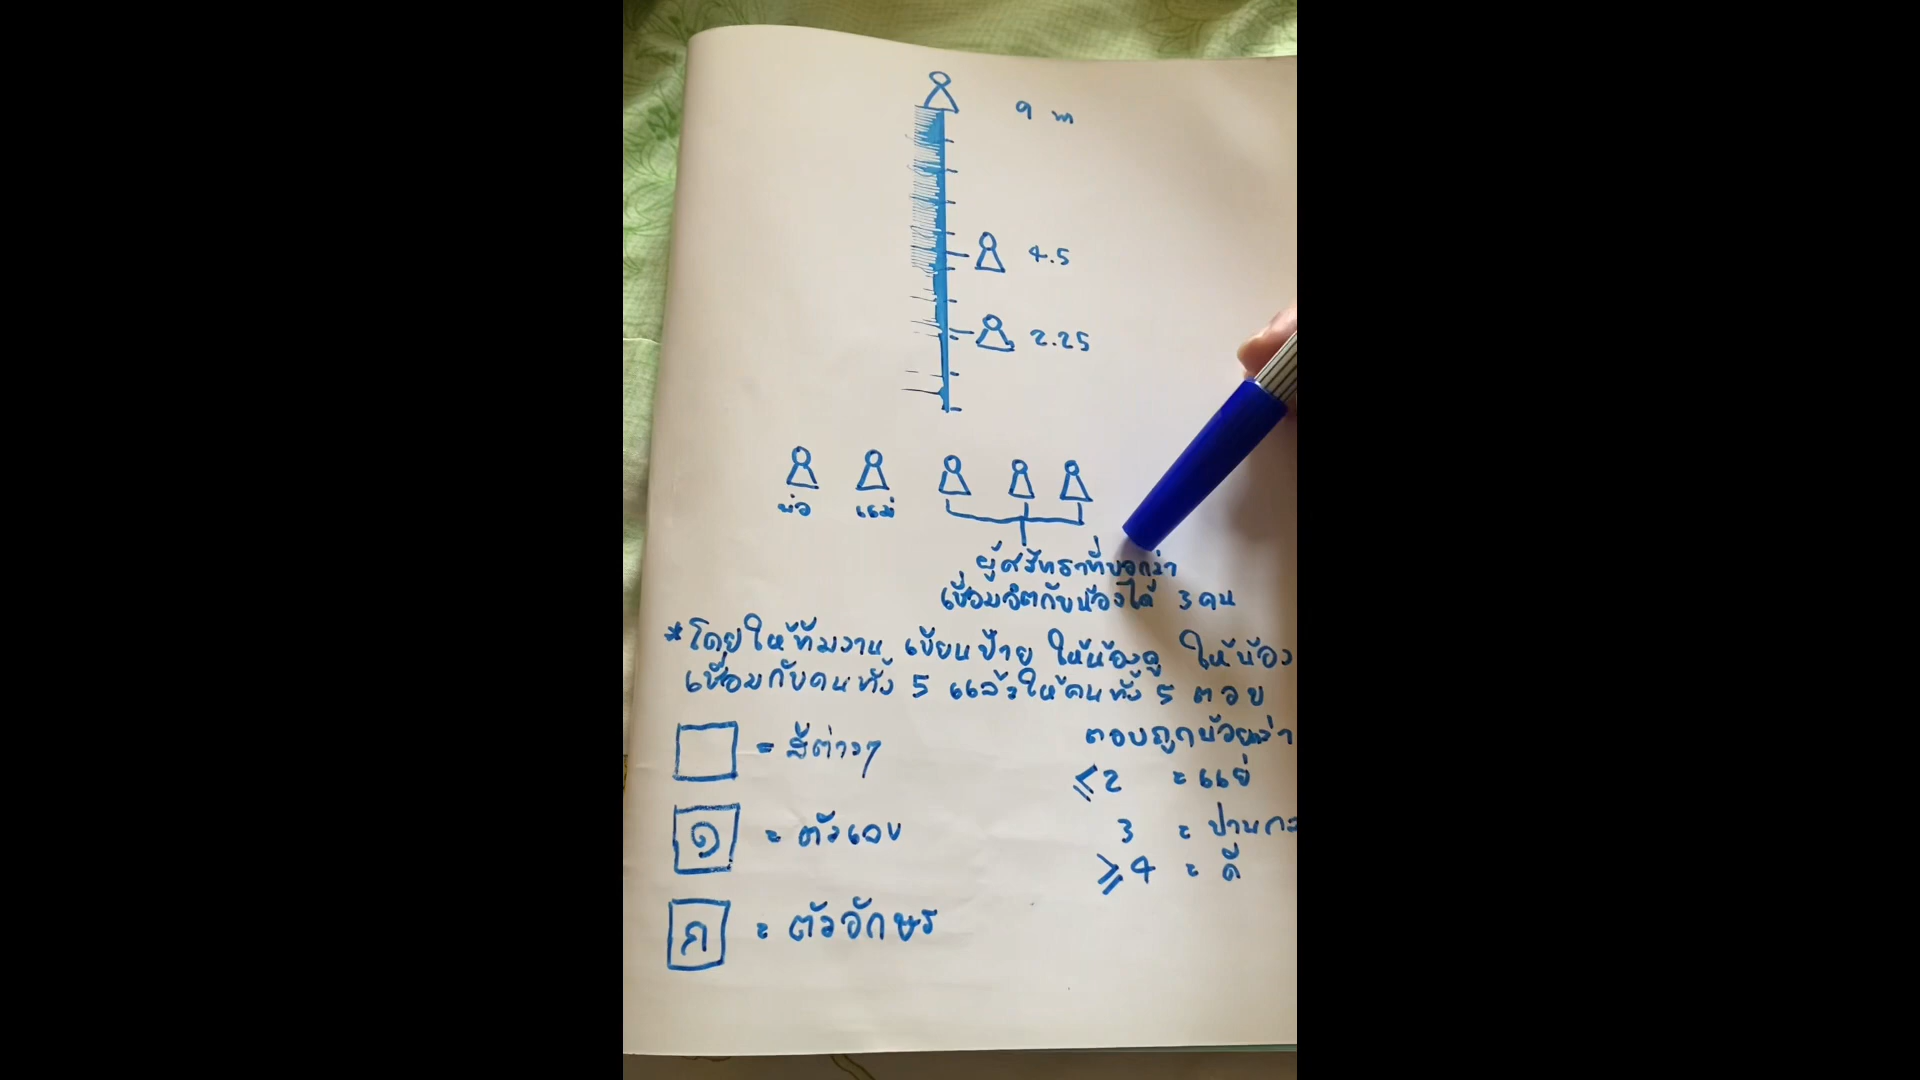 9 m
4.5
2.25
พ่อ แม่
ผู้ศรัทธาที่บอกว่า
เชื่อมจิตกับน้องได้ 3 คน
*โดยให้ทีมงาน เขียนป้าย ให้น้องดู ให้น้อง
เชื่อมกับคนทั้ง 5 แล้วให้คนทั้ง 5 ตอบ
= สีต่างๆ
๑ = ตัวเลข
ก = ตัวอักษร
ตอบถูกน้อยกว่า
≤2 = แย่
3 = ปานกล
≥4 = ดี